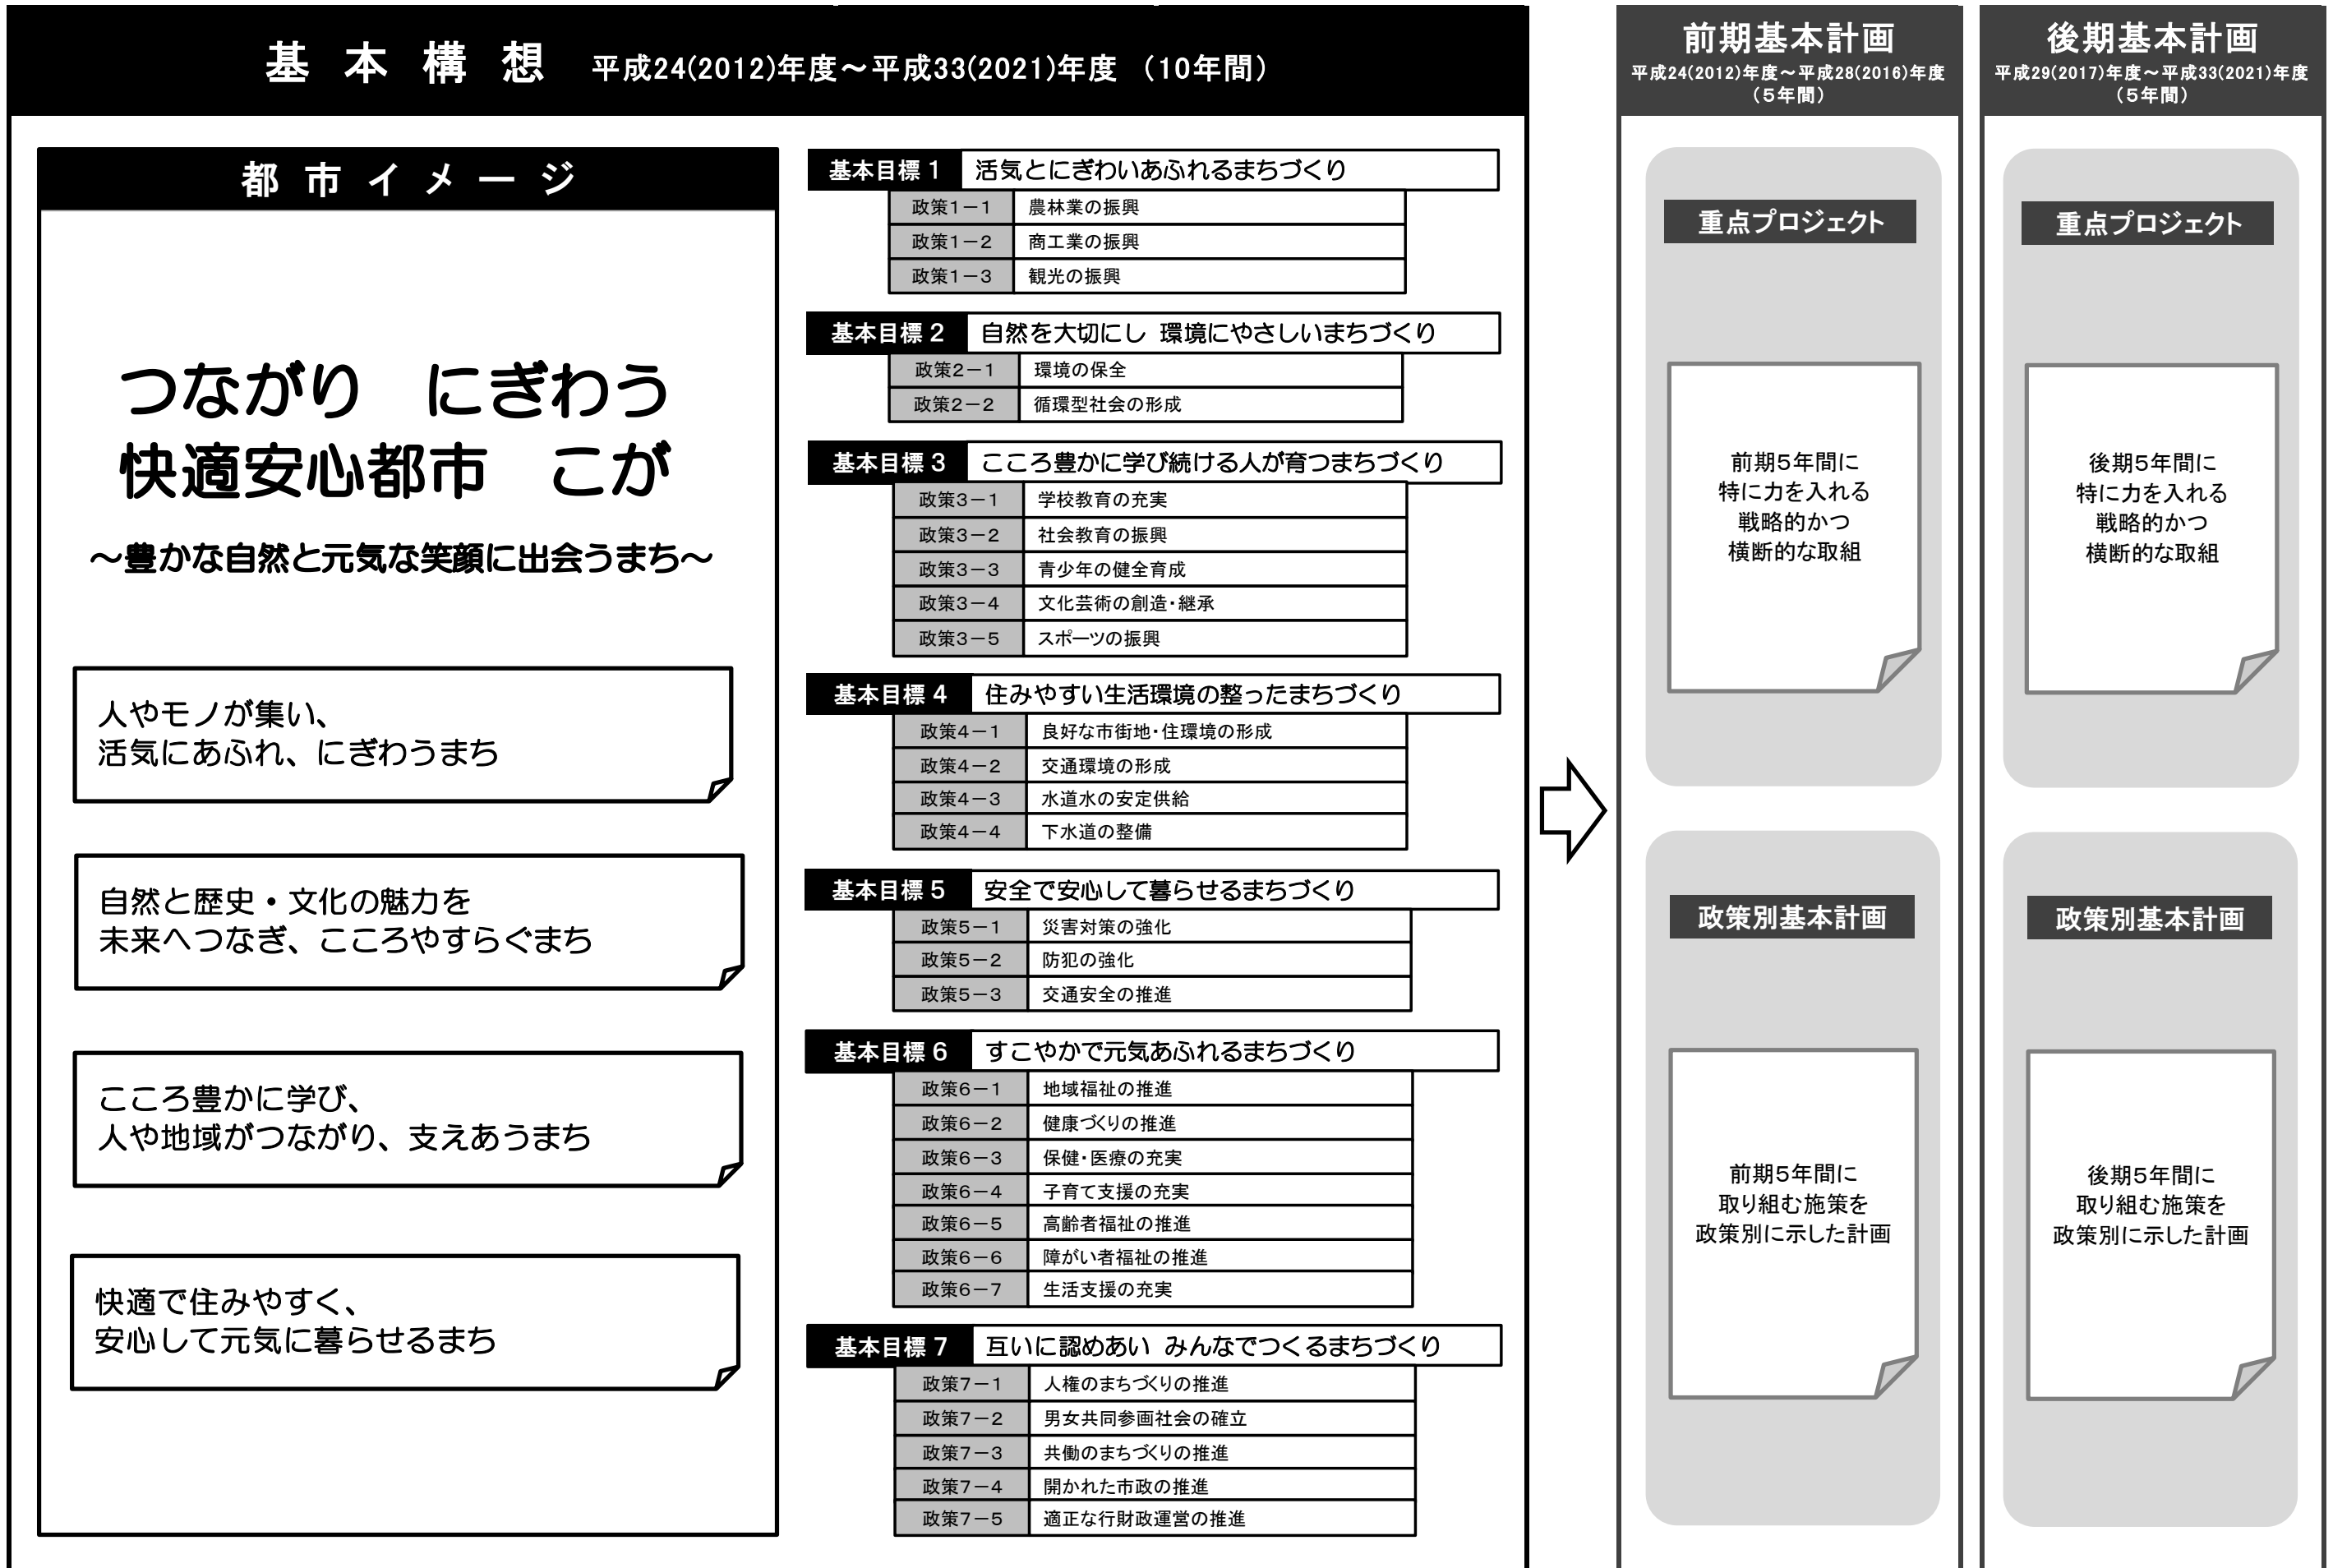 基本構想 平成24(2012)年度～平成33(2021)年度 （10年間）
都市イメージ
つながり にぎわう
快適安心都市 こが
～豊かな自然と元気な笑顔に出会うまち～
人やモノが集い、
活気にあふれ、にぎわうまち
自然と歴史・文化の魅力を
未来へつなぎ、こころやすらぐまち
こころ豊かに学び、
人や地域がつながり、支えあうまち
快適で住みやすく、
安心して元気に暮らせるまち
基本目標1 活気とにぎわいあふれるまちづくり
政策1－1 農林業の振興
政策1－2 商工業の振興
政策1－3 観光の振興
基本目標2 自然を大切にし 環境にやさしいまちづくり
政策2－1 環境の保全
政策2－2 循環型社会の形成
基本目標3 こころ豊かに学び続ける人が育つまちづくり
政策3－1 学校教育の充実
政策3－2 社会教育の振興
政策3－3 青少年の健全育成
政策3－4 文化芸術の創造・継承
政策3－5 スポーツの振興
基本目標4 住みやすい生活環境の整ったまちづくり
政策4－1 良好な市街地・住環境の形成
政策4－2 交通環境の形成
政策4－3 水道水の安定供給
政策4－4 下水道の整備
基本目標5 安全で安心して暮らせるまちづくり
政策5－1 災害対策の強化
政策5－2 防犯の強化
政策5－3 交通安全の推進
基本目標6 すこやかで元気あふれるまちづくり
政策6－1 地域福祉の推進
政策6－2 健康づくりの推進
政策6－3 保健・医療の充実
政策6－4 子育て支援の充実
政策6－5 高齢者福祉の推進
政策6－6 障がい者福祉の推進
政策6－7 生活支援の充実
基本目標7 互いに認めあい みんなでつくるまちづくり
政策7－1 人権のまちづくりの推進
政策7－2 男女共同参画社会の確立
政策7－3 共働のまちづくりの推進
政策7－4 開かれた市政の推進
政策7－5 適正な行財政運営の推進
前期基本計画
平成24(2012)年度～平成28(2016)年度
（5年間）
重点プロジェクト
前期5年間に
特に力を入れる
戦略的かつ
横断的な取組
政策別基本計画
前期5年間に
取り組む施策を
政策別に示した計画
後期基本計画
平成29(2017)年度～平成33(2021)年度
（5年間）
重点プロジェクト
後期5年間に
特に力を入れる
戦略的かつ
横断的な取組
政策別基本計画
後期5年間に
取り組む施策を
政策別に示した計画